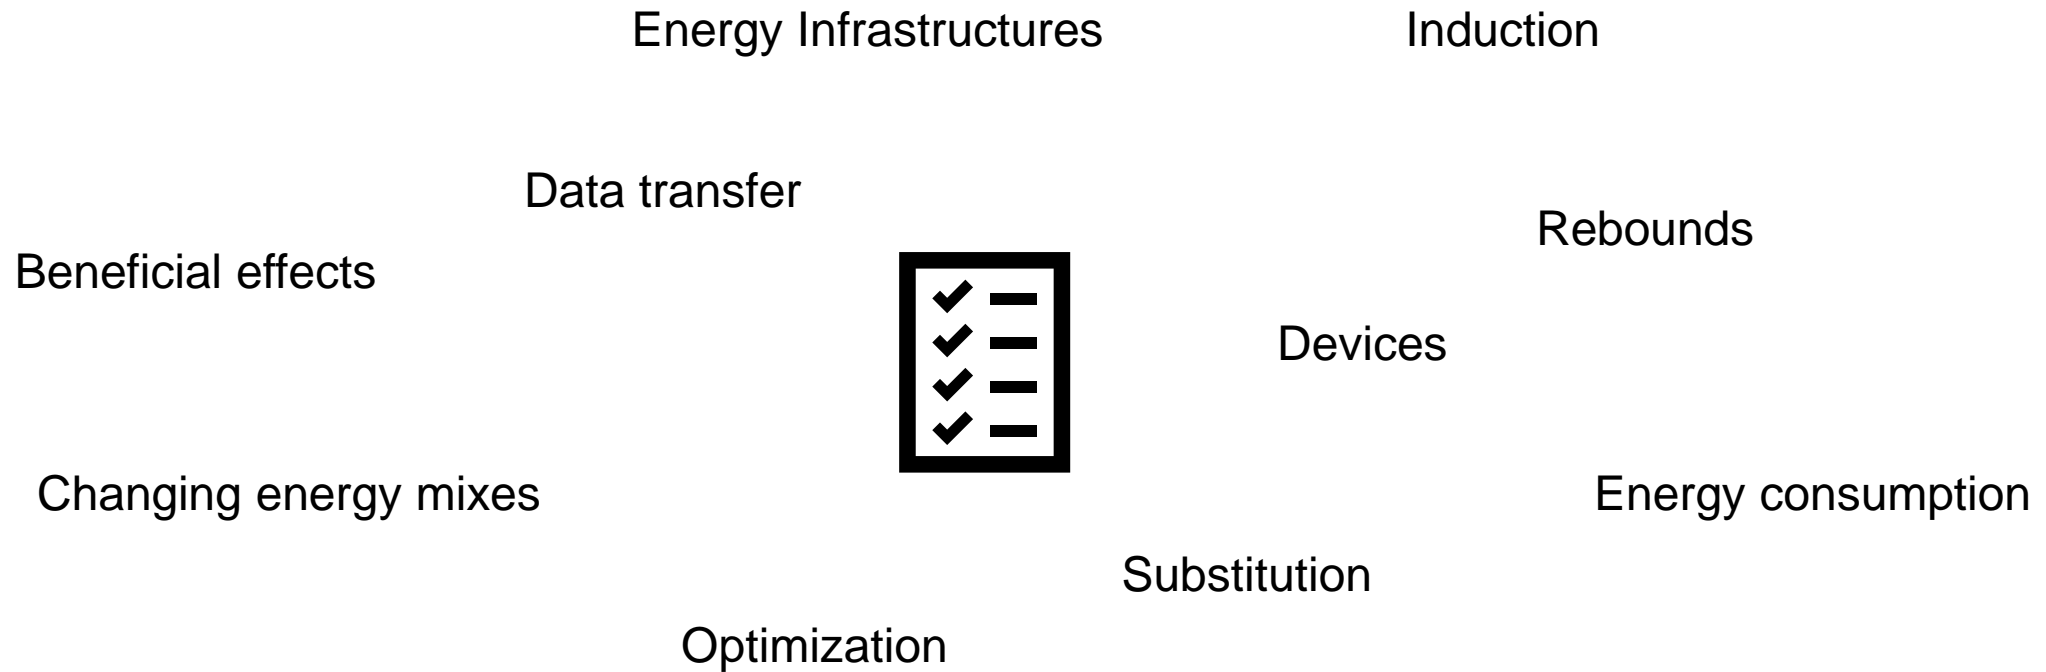 Energy Infrastructures
Induction
Data transfer
Rebounds
Beneficial effects
Devices
Changing energy mixes
Energy consumption
Substitution
Optimization